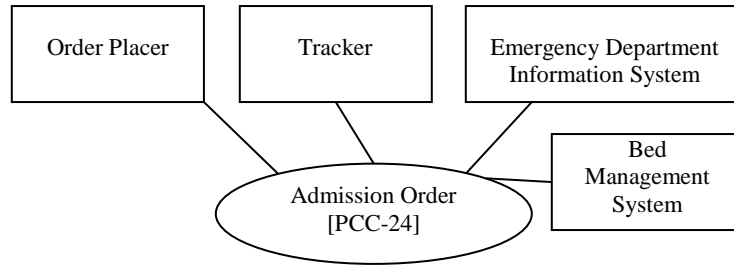 Order Placer
Tracker
Emergency Department
Information System
Bed
Management
System
Admission Order
[PCC-24]